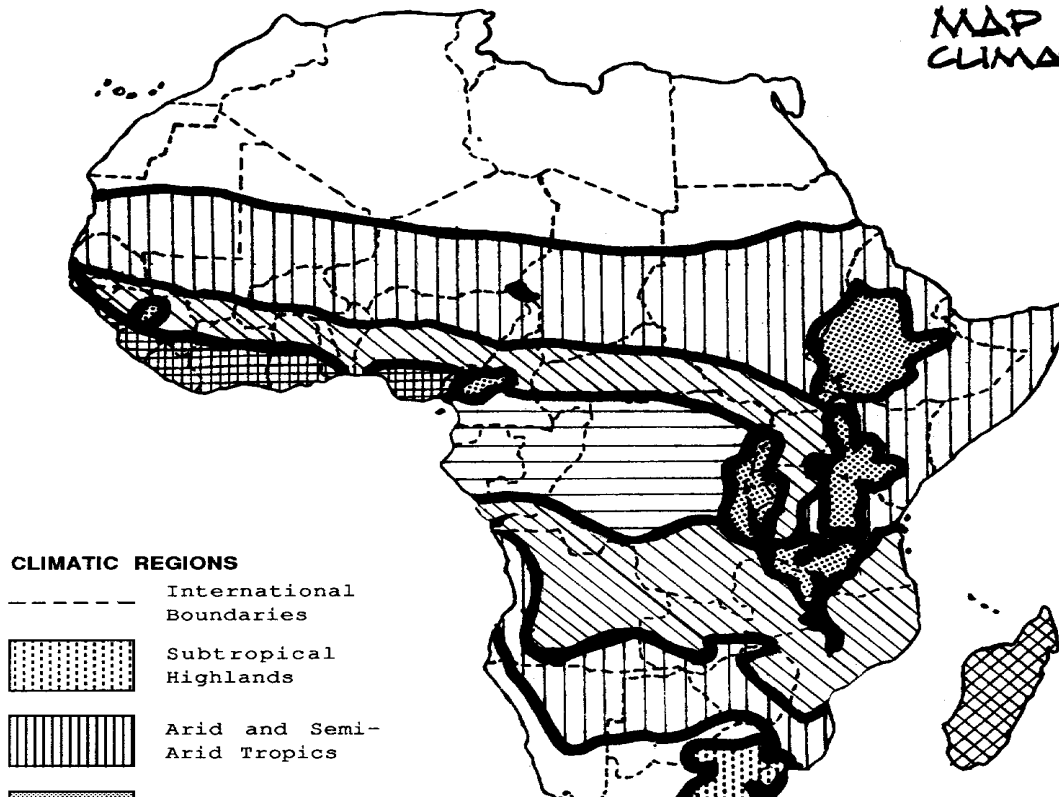 MAP
CLIMA
CLIMATIC REGIONS
International
Boundaries
Subtropical
Highlands
Arid and Semi-
Arid Tropics